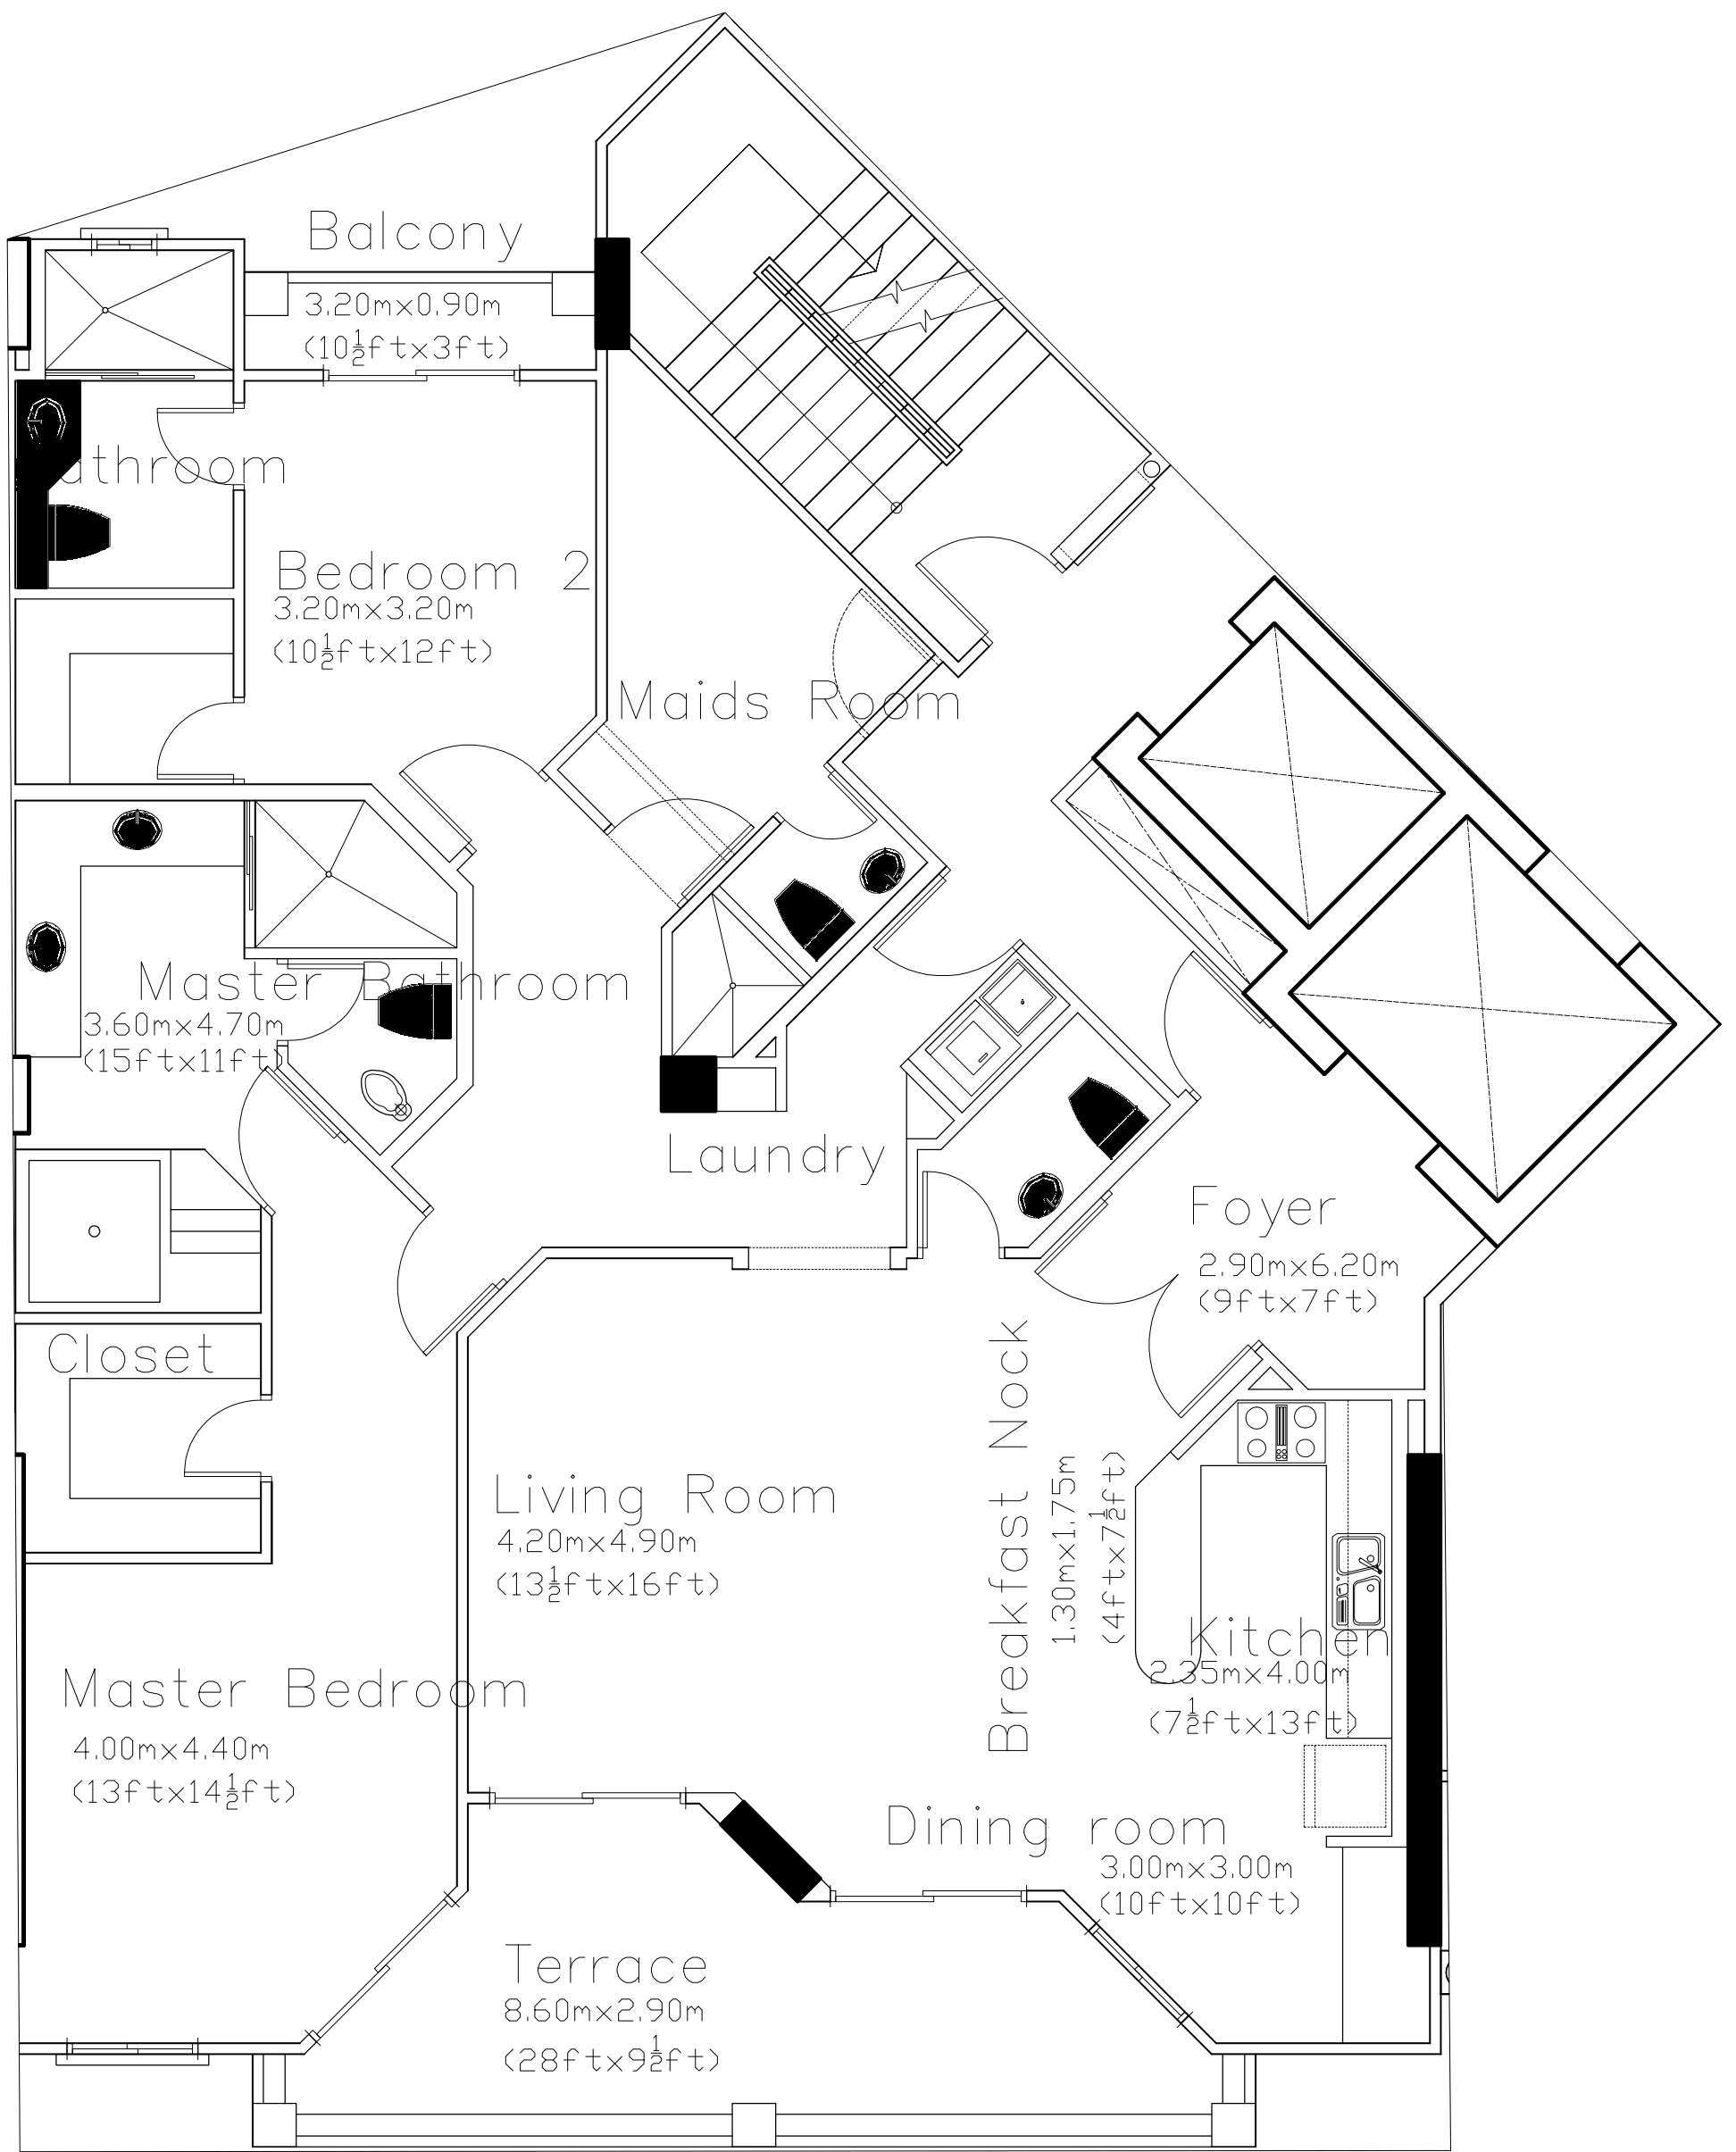 Balcony
3.20mx0.90m
(10½ftx3ft)
Bathroom
Bedroom 2
3.20mx3.20m
(10½ftx12ft)
Maids Room
Master Bathroom
3.60mx4.70m
(15ftx11ft)
Laundry
Foyer
2.90mx6.20m
(9ftx7ft)
Closet
Living Room
4.20mx4.90m
(13½ftx16ft)
Breakfast Nock
1.30mx1.75m
(4ftx7½ft)
Kitchen
2.35mx4.00m
(7½ftx13ft)
Master Bedroom
4.00mx4.40m
(13ftx14½ft)
Dining room
3.00mx3.00m
(10ftx10ft)
Terrace
8.60mx2.90m
(28ftx9½ft)